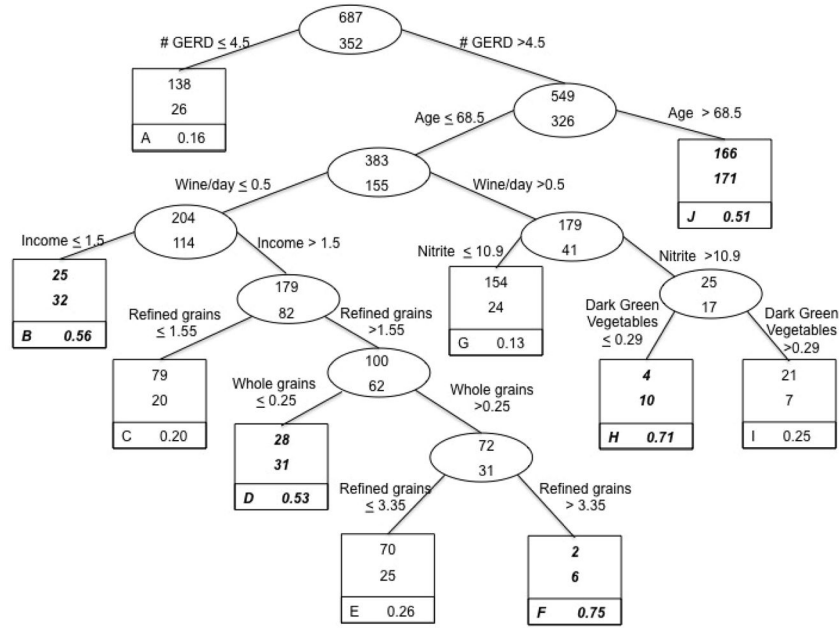 687
352
# GERD ≤ 4.5
# GERD >4.5
138
26
A 0.16
549
326
Age ≤ 68.5
Age > 68.5
383
155
166
171
J 0.51
Wine/day ≤ 0.5
Wine/day >0.5
204
114
179
41
Income ≤ 1.5
Income > 1.5
Nitrite ≤ 10.9
Nitrite >10.9
25
32
B 0.56
179
82
154
24
G 0.13
25
17
Refined grains
≤ 1.55
Refined grains
>1.55
Dark Green
Vegetables
≤ 0.29
Dark Green
Vegetables
>0.29
79
20
C 0.20
100
62
4
10
H 0.71
21
7
I 0.25
Whole grains
≤ 0.25
Whole grains
>0.25
28
31
D 0.53
72
31
Refined grains
≤ 3.35
Refined grains
> 3.35
70
25
E 0.26
2
6
F 0.75